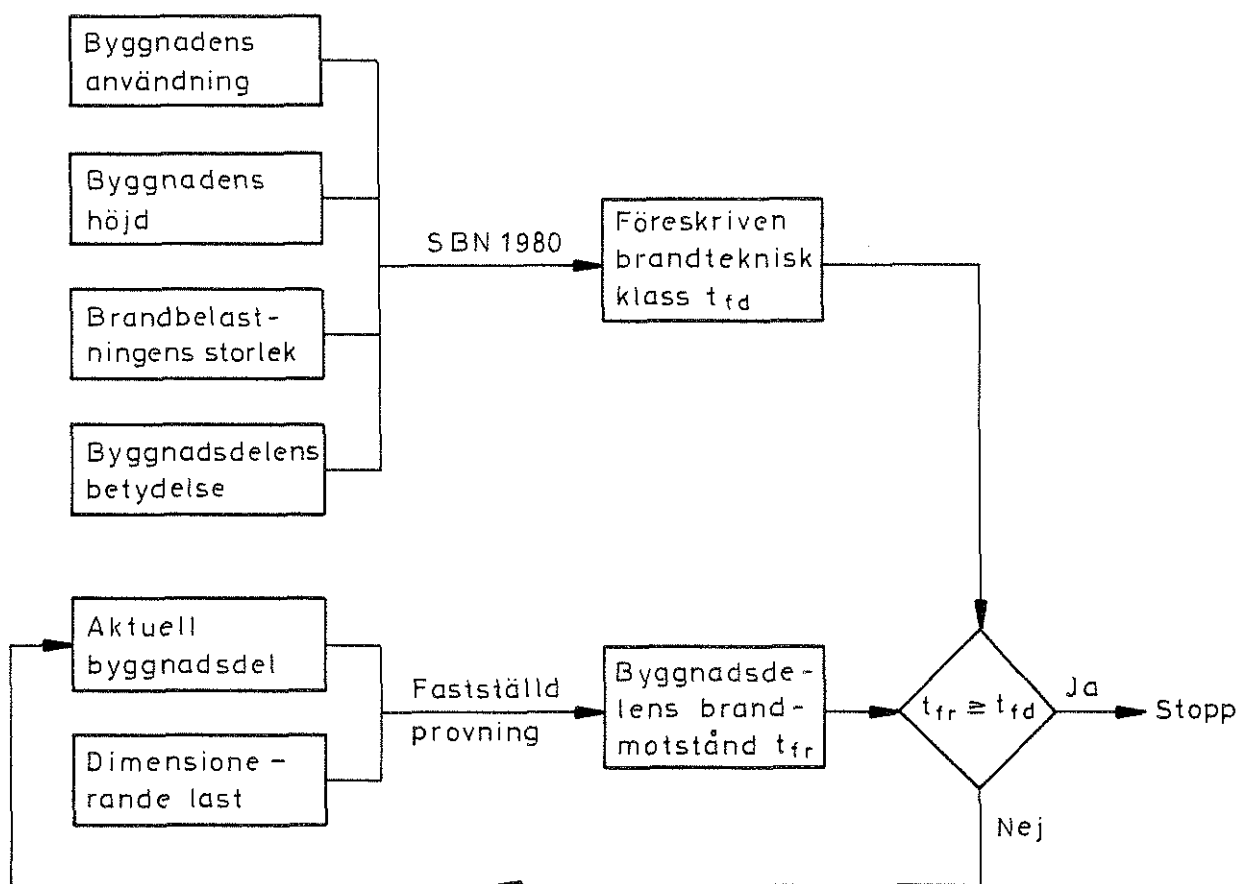 Byggnadens
användning
Byggnadens
höjd
Brandbelast-
ningens storlek
Byggnadsdelens
betydelse
SBN 1980
Föreskriven
brandteknisk
klass t_fd
Aktuell
byggnadsdel
Dimensione-
rande last
Fastställd
provning
Byggnadsde-
lens brand-
motstånd t_fr
t_fr ≥ t_fd
Ja
Stopp
Nej